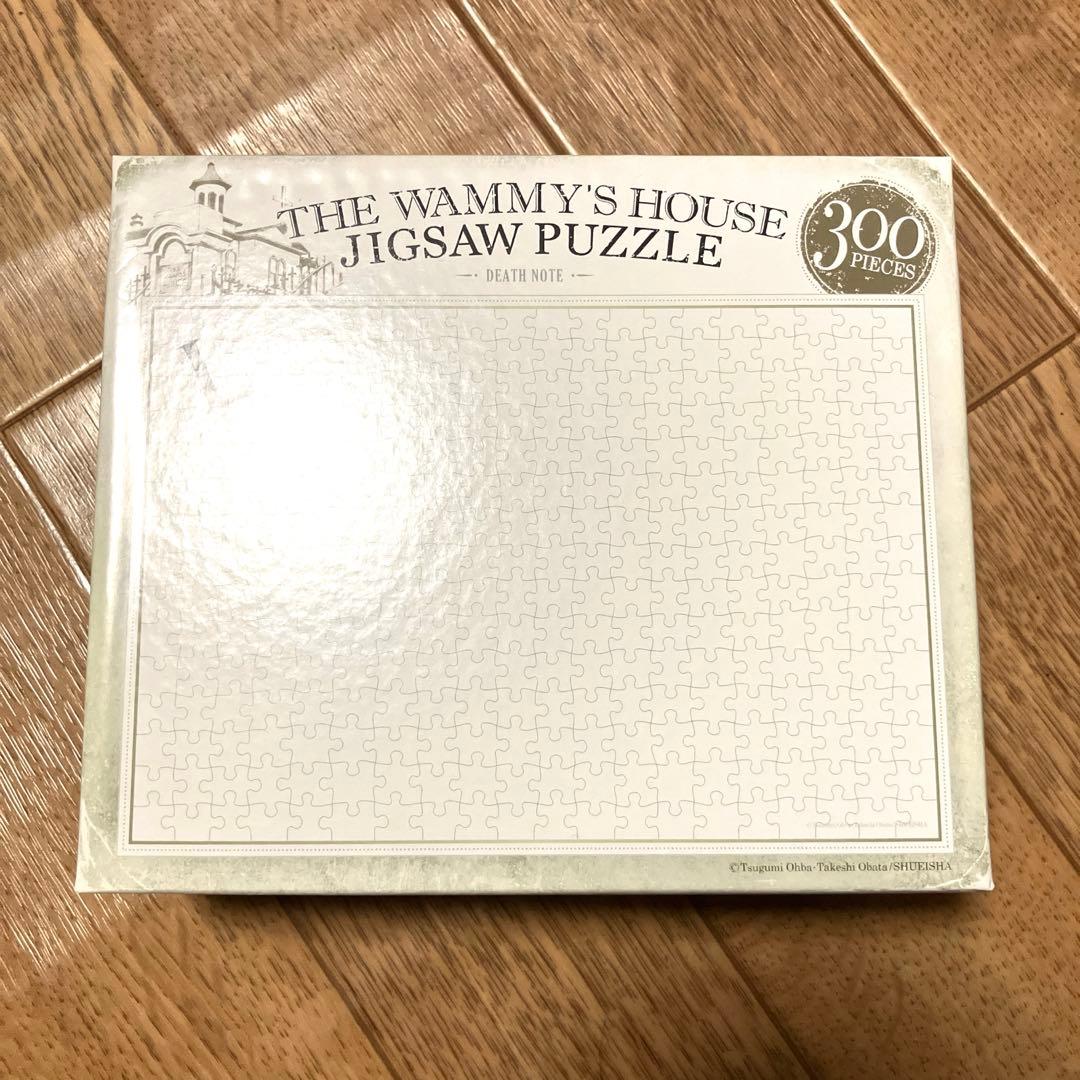 THE WAMMY'S HOUSE
JIGSAW PUZZLE
DEATH NOTE
300
PIECES
©Tsugumi Ohba·Takeshi Obata/SHUEISHA